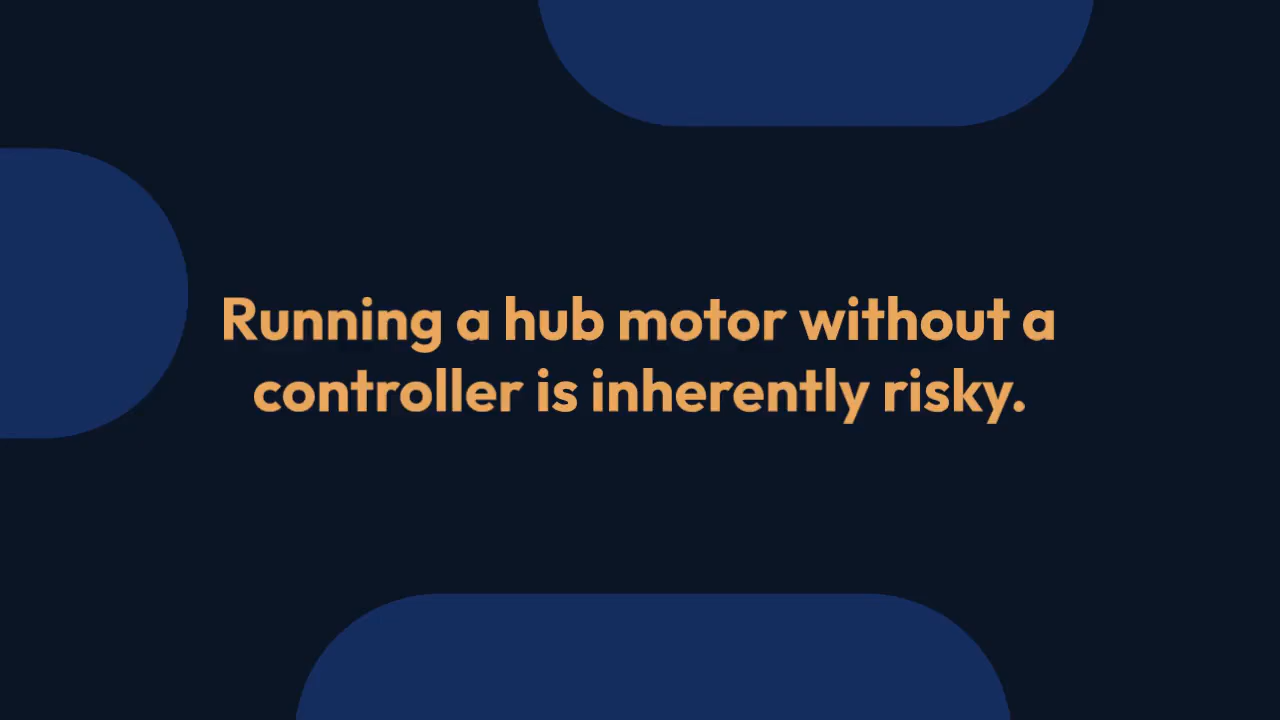 Running a hub motor without a
controller is inherently risky.